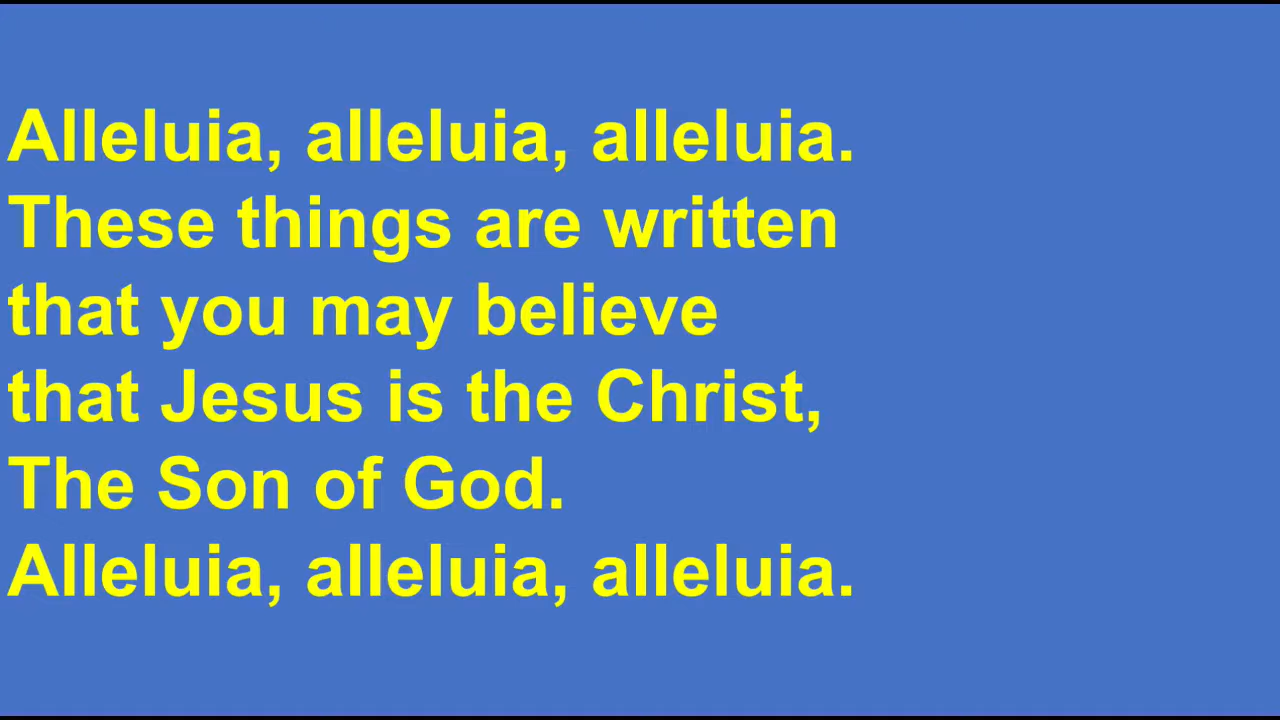 Alleluia, alleluia, alleluia.
These things are written
that you may believe
that Jesus is the Christ,
The Son of God.
Alleluia, alleluia, alleluia.